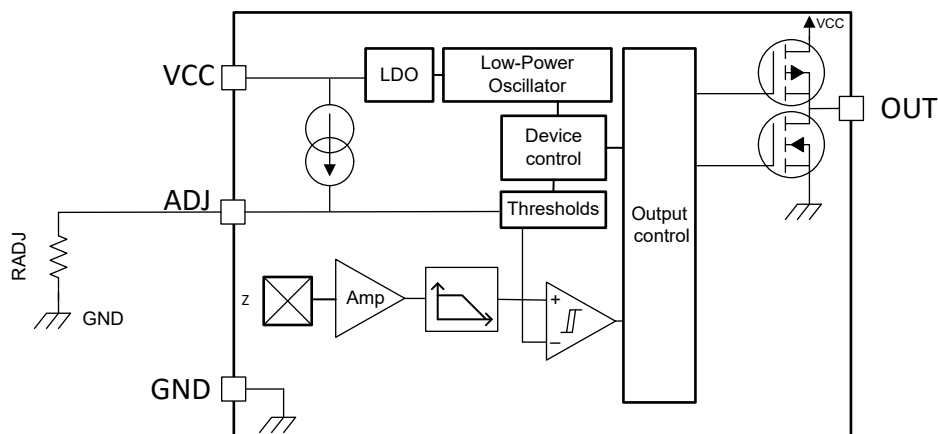 VCC
VCC
LDO
Low-Power
Oscillator
OUT
Device
control
ADJ
Thresholds
Output
control
RADJ
GND
Z
Amp
+
−
GND